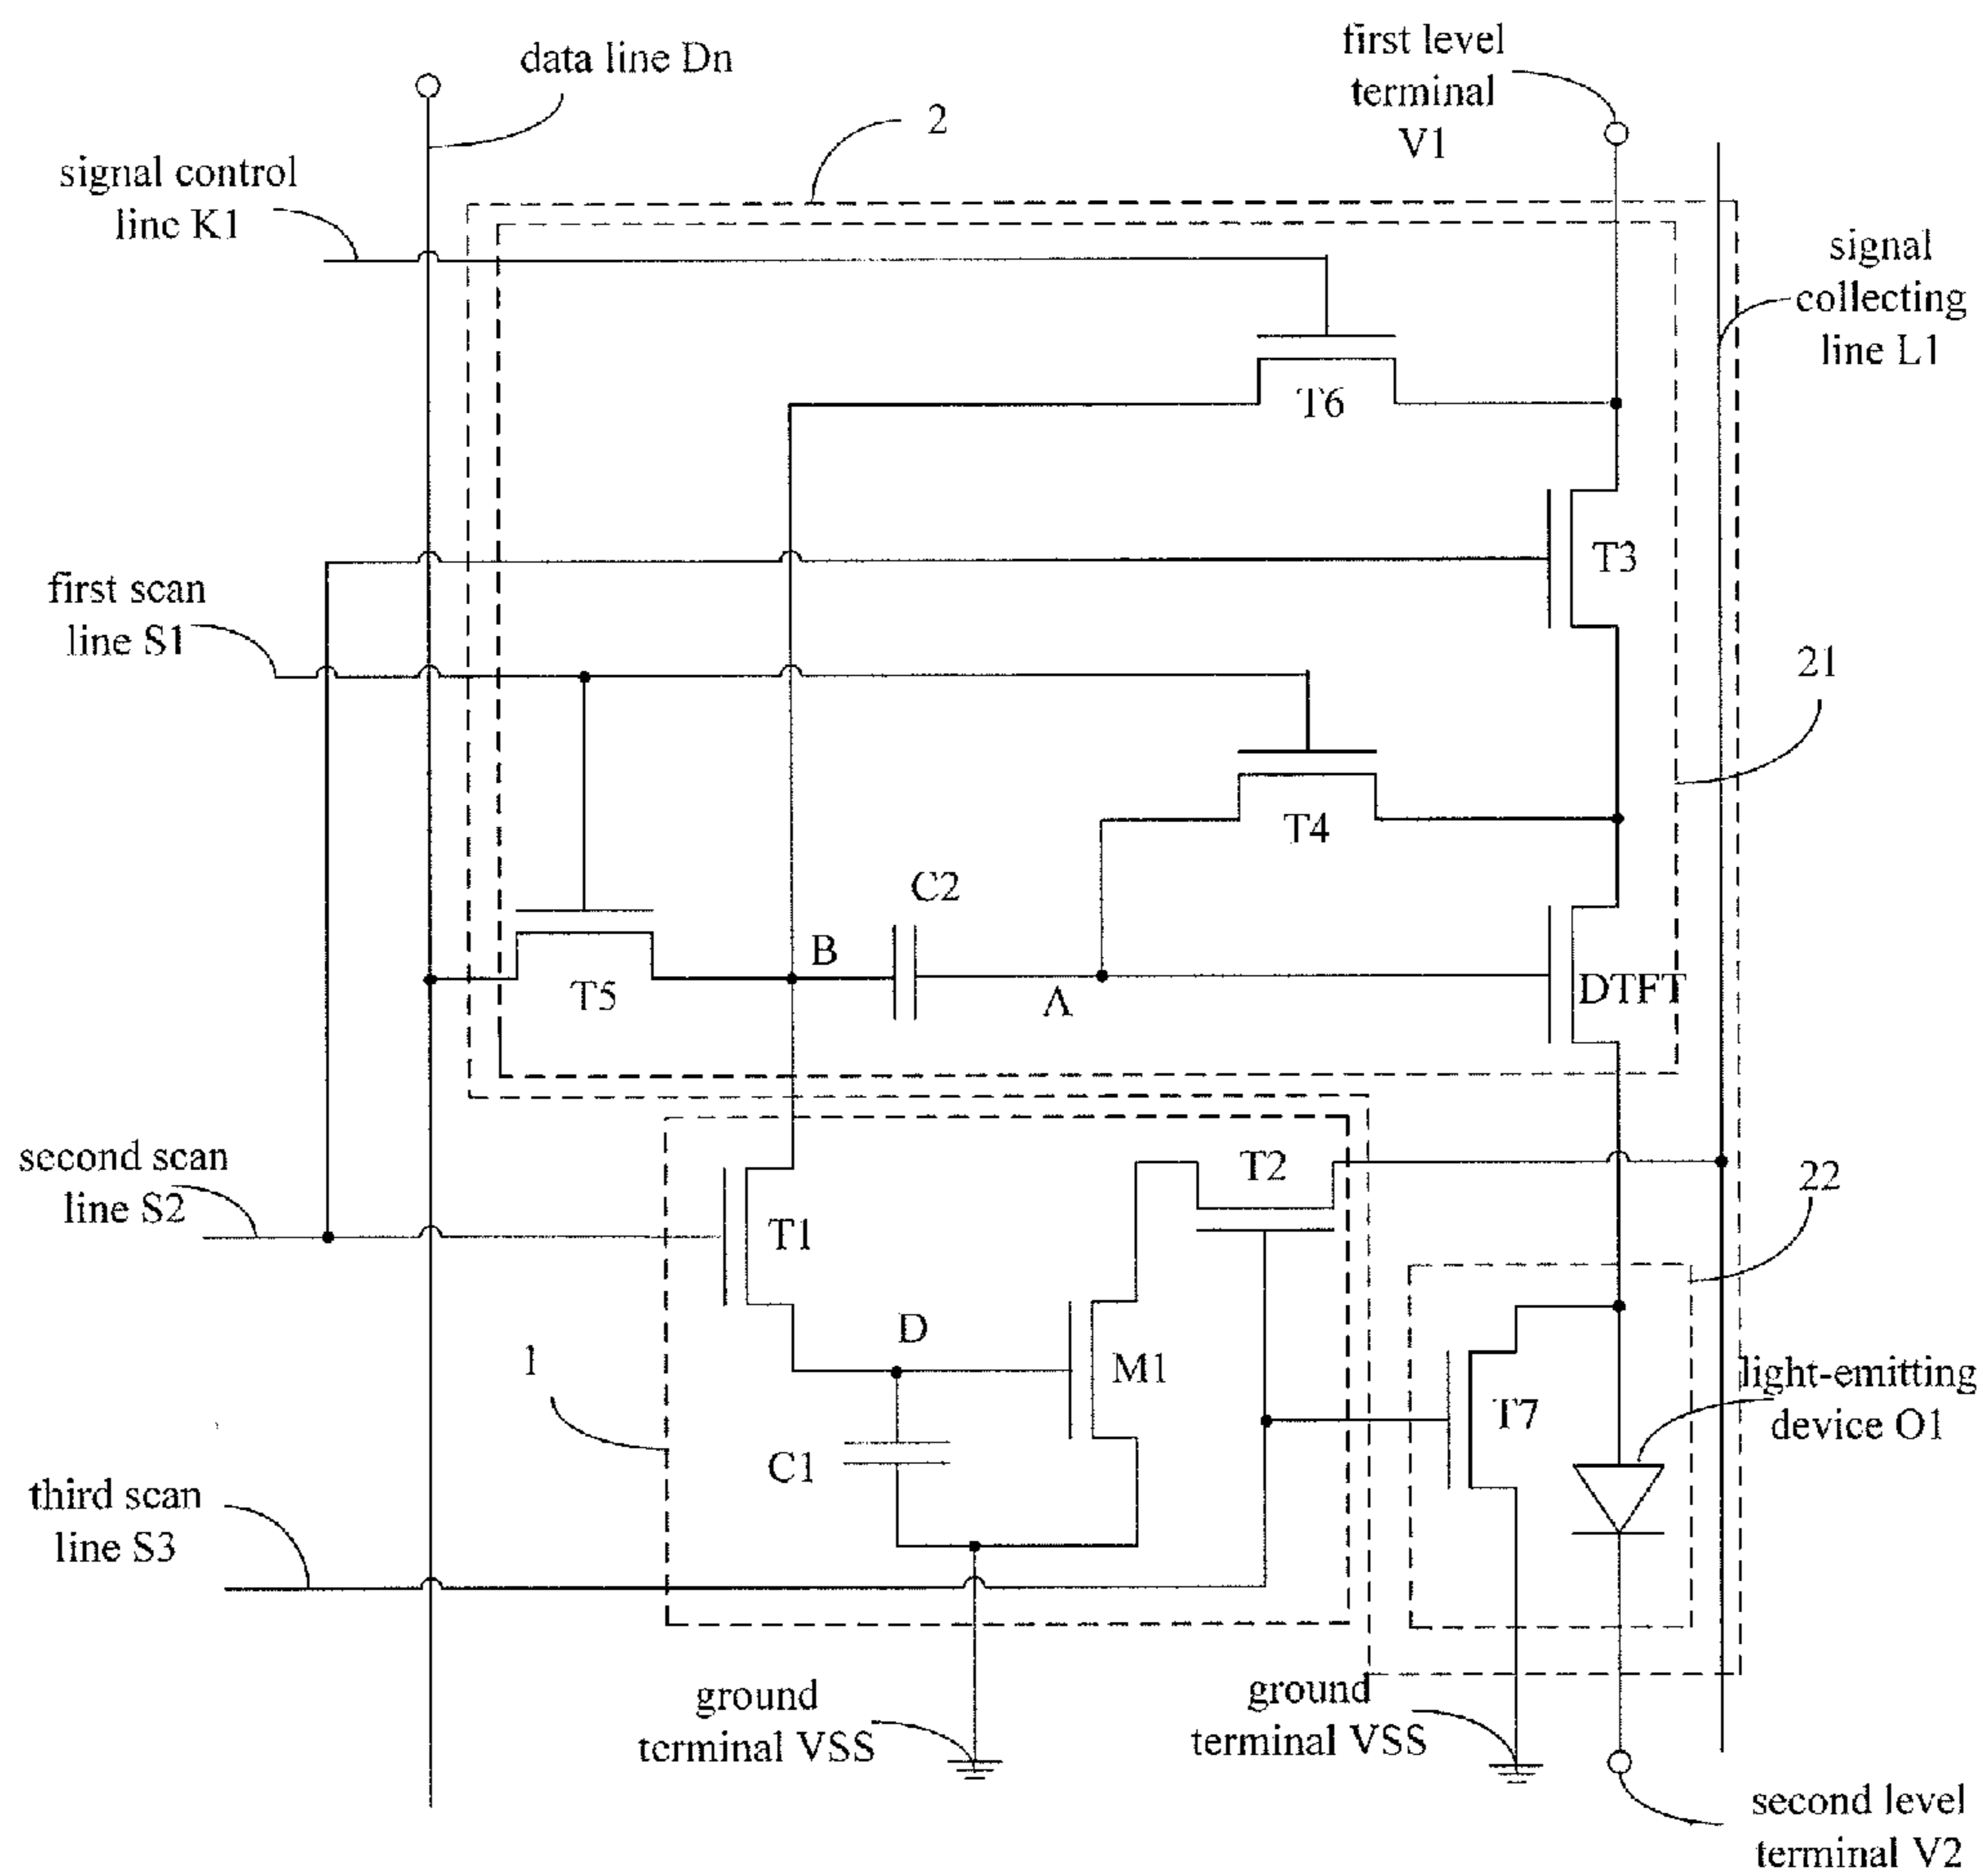 data line Dn
first level
terminal
V1
2
signal control
line K1
signal
collecting
line L1
T6
T3
first scan
line S1
21
T4
C2
B
T5
A
DTFT
second scan
line S2
T2
22
T1
D
1
M1
light-emitting
device O1
T7
C1
third scan
line S3
ground
terminal VSS
ground
terminal VSS
second level
terminal V2